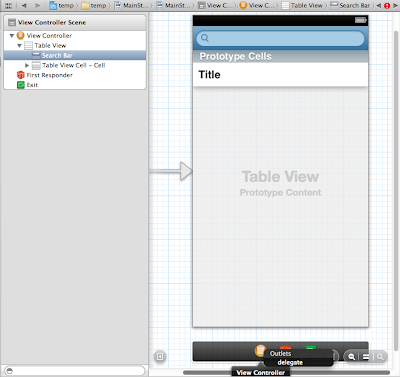 temp
temp
MainSt...
MainSt...
View C...
View C...
Table View
Search Bar
View Controller Scene
View Controller
Table View
Search Bar
Table View Cell - Cell
First Responder
Exit
Prototype Cells
Title
Table View
Prototype Content
Outlets
delegate
View Controller